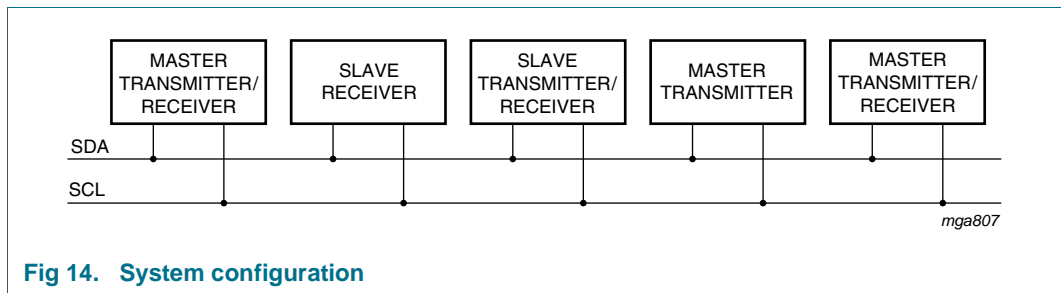 MASTER
TRANSMITTER/
RECEIVER
SLAVE
RECEIVER
SLAVE
TRANSMITTER/
RECEIVER
MASTER
TRANSMITTER
MASTER
TRANSMITTER/
RECEIVER
SDA
SCL
mga807
Fig 14. System configuration